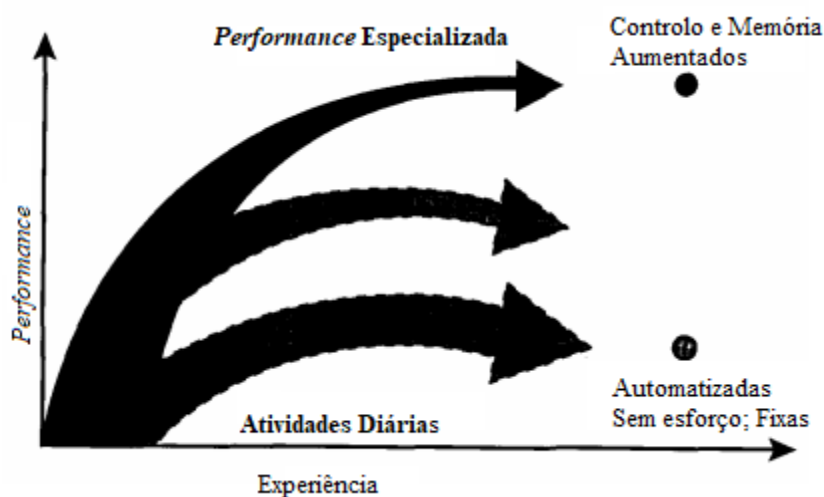 Performance Especializada
Controlo e Memória
Aumentados
Performance
Automatizadas
Sem esforço; Fixas
Atividades Diárias
Experiência